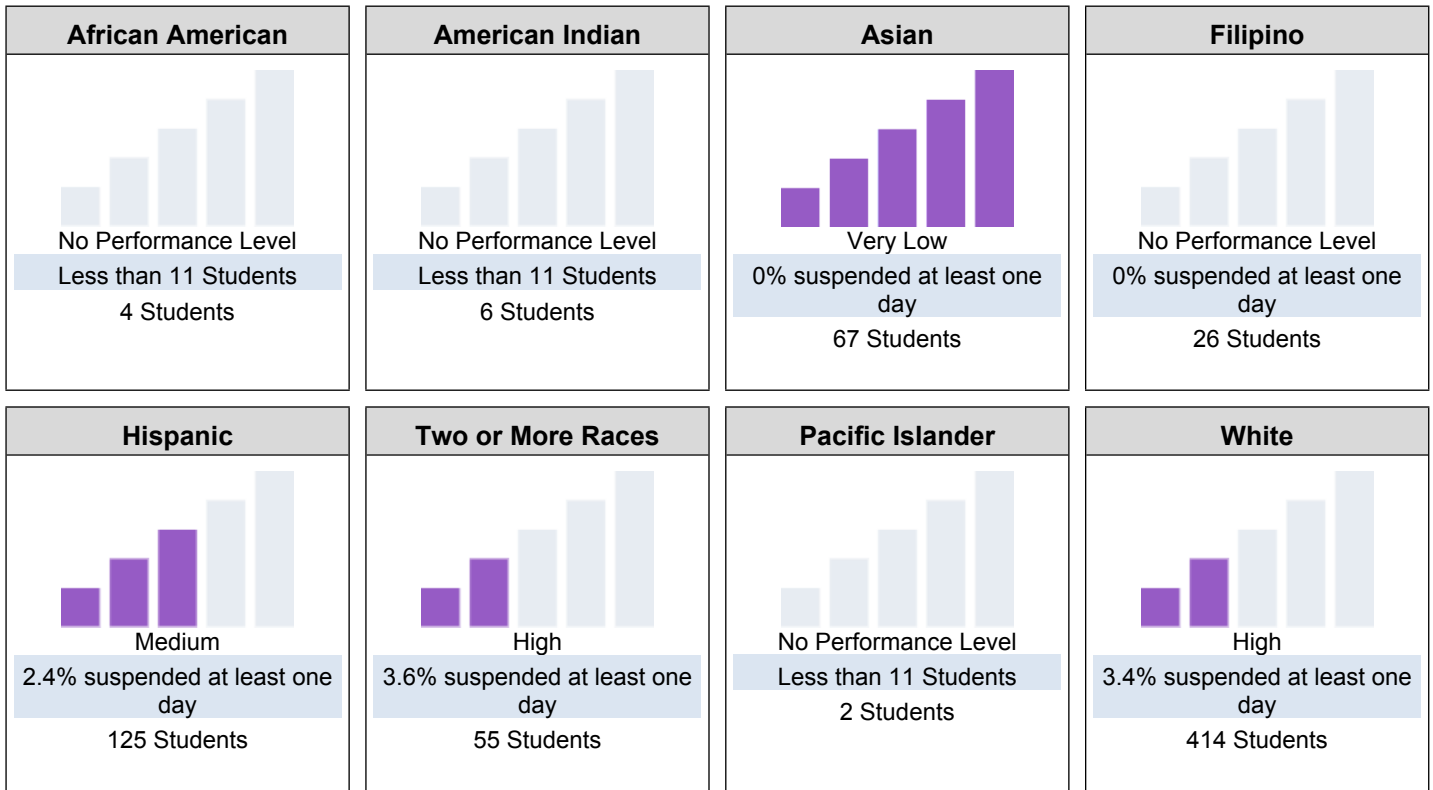 African American
No Performance Level
Less than 11 Students
4 Students
American Indian
No Performance Level
Less than 11 Students
6 Students
Asian
Very Low
0% suspended at least one
day
67 Students
Filipino
No Performance Level
0% suspended at least one
day
26 Students
Hispanic
Medium
2.4% suspended at least one
day
125 Students
Two or More Races
High
3.6% suspended at least one
day
55 Students
Pacific Islander
No Performance Level
Less than 11 Students
2 Students
White
High
3.4% suspended at least one
day
414 Students